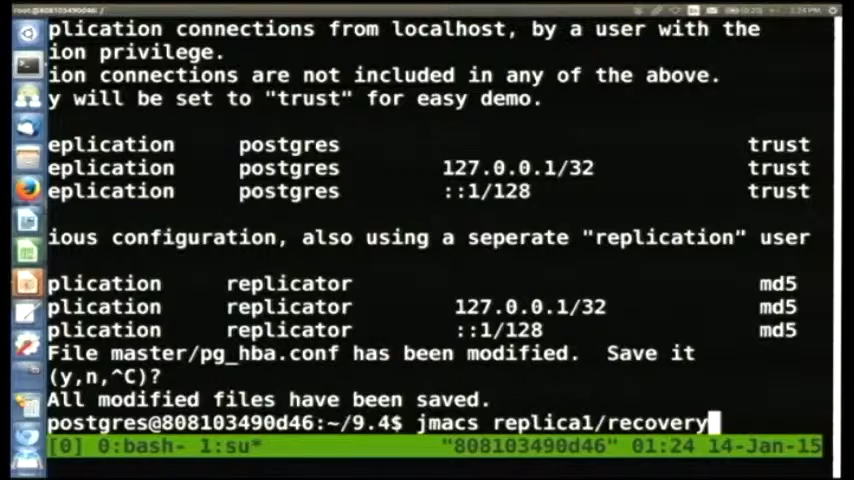 root@808103490d46: /
plication connections from localhost, by a user with the
ion privilege.
ion connections are not included in any of the above.
y will be set to "trust" for easy demo.
eplication postgres trust
eplication postgres 127.0.0.1/32 trust
eplication postgres ::1/128 trust
ious configuration, also using a seperate "replication" user
plication replicator md5
plication replicator 127.0.0.1/32 md5
plication replicator ::1/128 md5
File master/pg_hba.conf has been modified.  Save it
(y,n,^C)?
All modified files have been saved.
postgres@808103490d46:~/9.4$ jmacs replica1/recovery
[0] 0:bash- 1:su* "808103490d46" 01:24 14-Jan-15